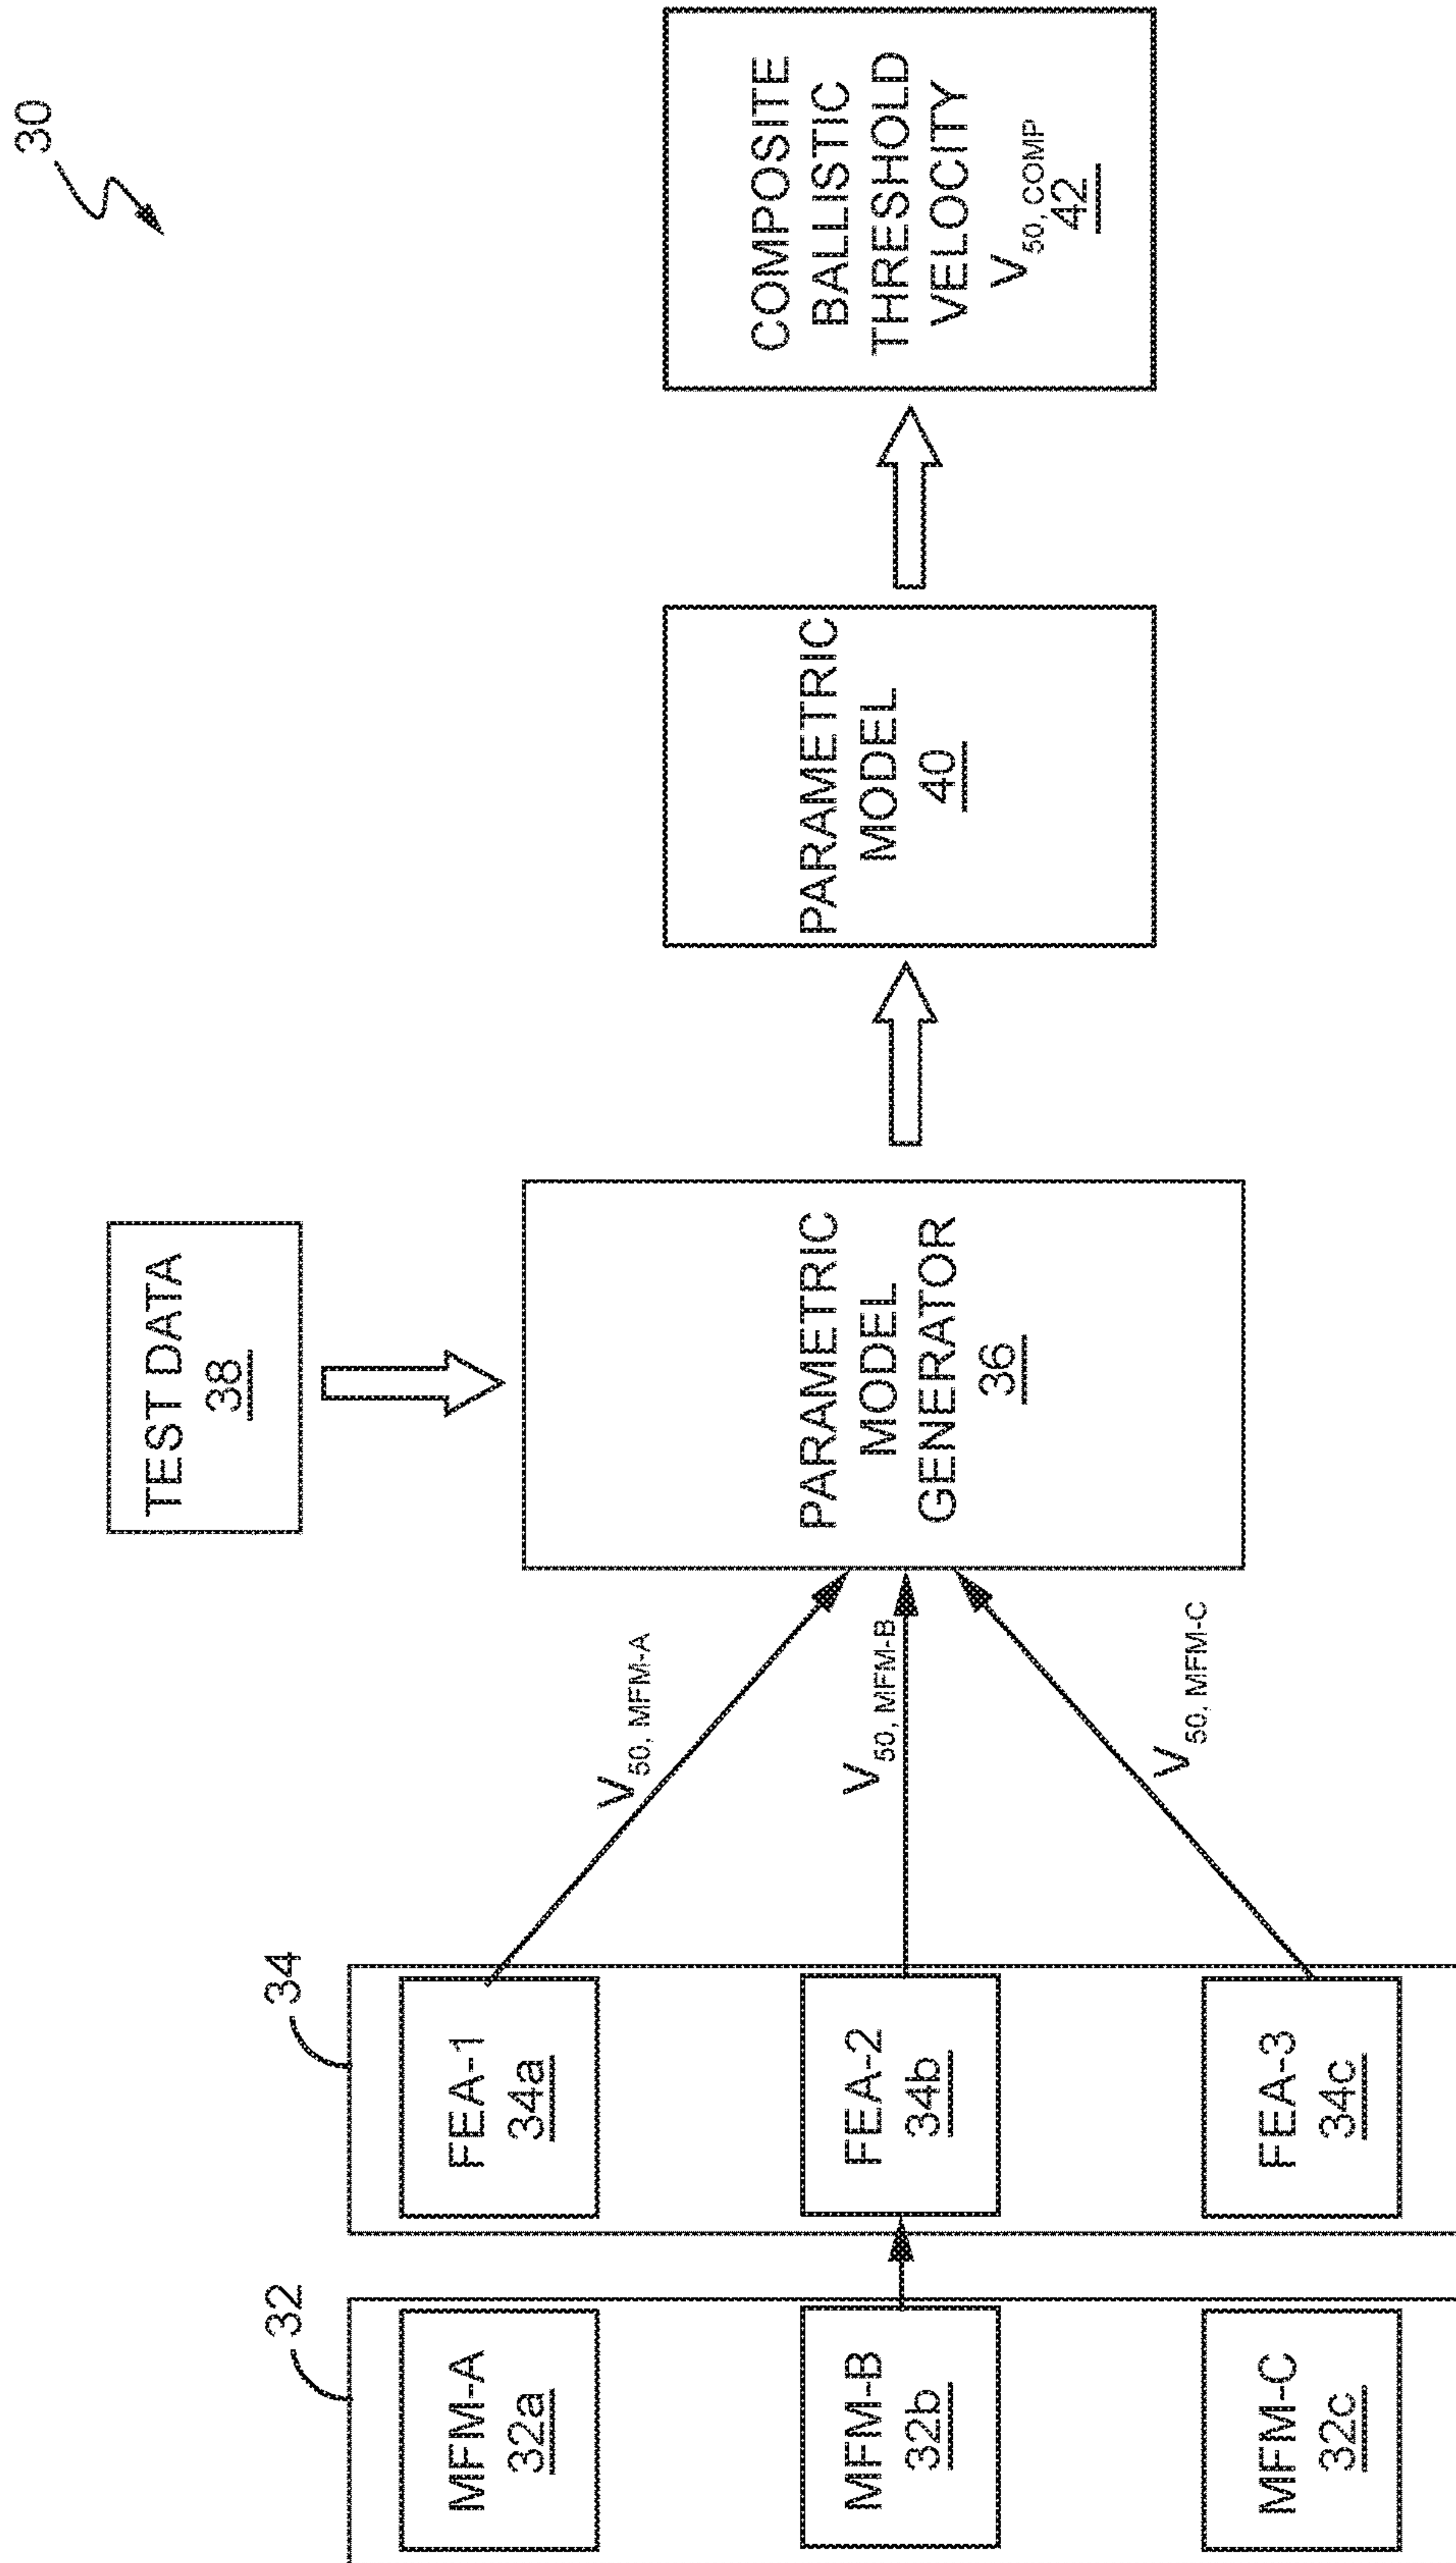 30
32
MFM-A
32a
MFM-B
32b
MFM-C
32c
34
FEA-1
34a
FEA-2
34b
FEA-3
34c
V50, MFM-A
V50, MFM-B
V50, MFM-C
TEST DATA
38
PARAMETRIC
MODEL
GENERATOR
36
PARAMETRIC
MODEL
40
COMPOSITE
BALLISTIC
THRESHOLD
VELOCITY
V50, COMP
42